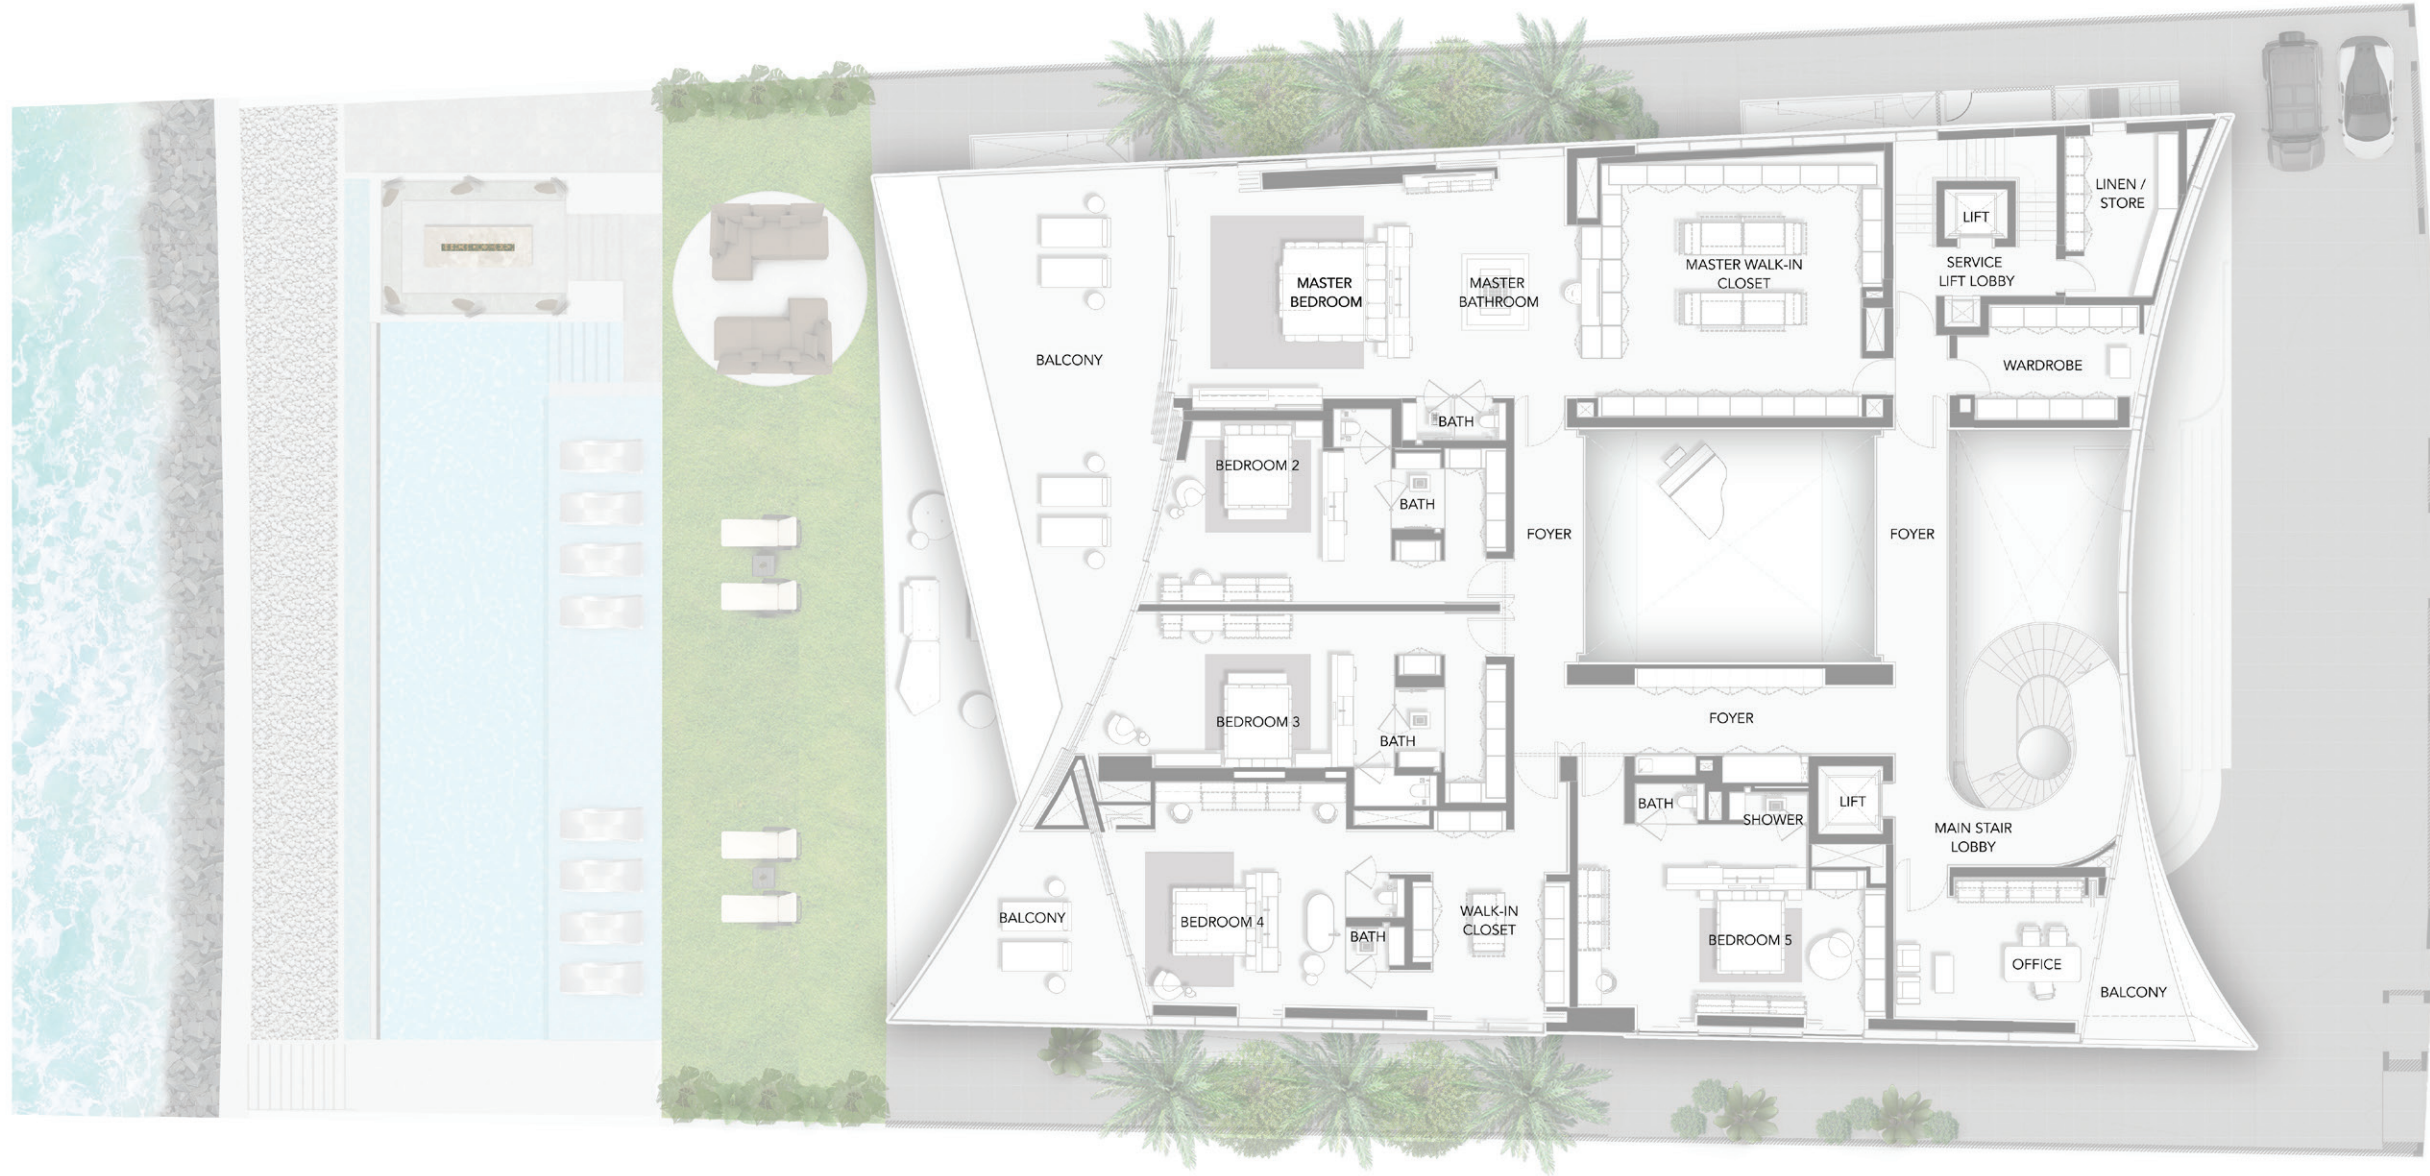 LINEN /
STORE
LIFT
SERVICE
LIFT LOBBY
MASTER WALK-IN
CLOSET
MASTER
BEDROOM
MASTER
BATHROOM
BALCONY
WARDROBE
BATH
BEDROOM 2
BATH
FOYER
FOYER
BEDROOM 3
BATH
FOYER
BATH
SHOWER
LIFT
MAIN STAIR
LOBBY
BALCONY
BEDROOM 4
BATH
WALK-IN
CLOSET
BEDROOM 5
OFFICE
BALCONY